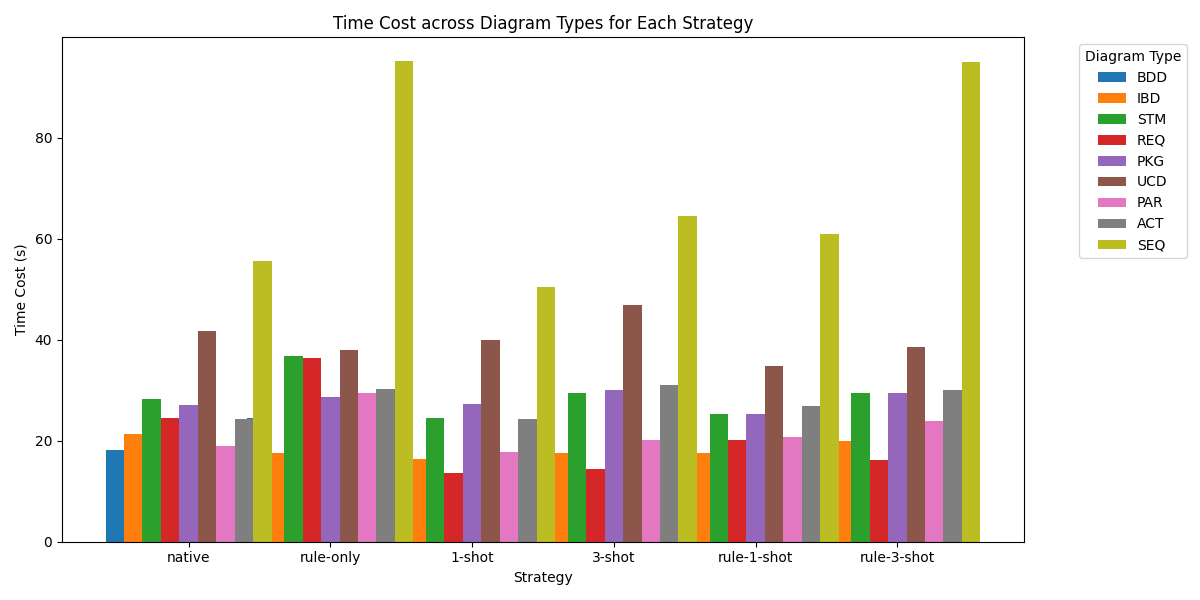 Time Cost across Diagram Types for Each Strategy
Time Cost (s)
80
60
40
20
0
native
rule-only
1-shot
3-shot
rule-1-shot
rule-3-shot
Strategy
Diagram Type
BDD
IBD
STM
REQ
PKG
UCD
PAR
ACT
SEQ